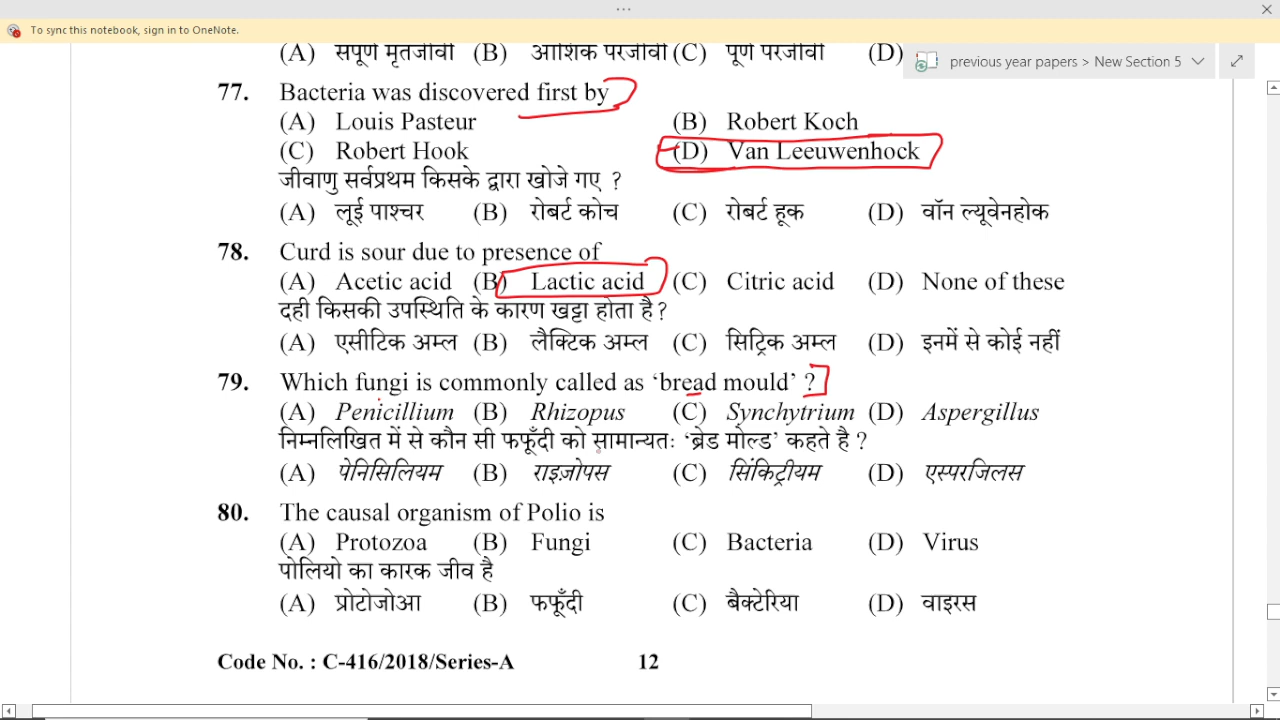 To sync this notebook, sign in to OneNote.
previous year papers > New Section 5
(A) संपूर्ण मृतजीवी (B) आंशिक परजीवी (C) पूर्ण परजीवी (D)
77. Bacteria was discovered first by
(A) Louis Pasteur (B) Robert Koch
(C) Robert Hook (D) Van Leeuwenhock
जीवाणु सर्वप्रथम किसके द्वारा खोजे गए ?
(A) लूई पाश्चर (B) रोबर्ट कोच (C) रोबर्ट हूक (D) वॉन ल्यूवेनहोक
78. Curd is sour due to presence of
(A) Acetic acid (B) Lactic acid (C) Citric acid (D) None of these
दही किसकी उपस्थिति के कारण खट्टा होता है ?
(A) एसीटिक अम्ल (B) लैक्टिक अम्ल (C) सिट्रिक अम्ल (D) इनमें से कोई नहीं
79. Which fungi is commonly called as ‘bread mould’ ?
(A) Penicillium (B) Rhizopus (C) Synchytrium (D) Aspergillus
निम्नलिखित में से कौन सी फफूँदी को सामान्यतः ‘ब्रेड मोल्ड’ कहते है ?
(A) पेनिसिलियम (B) राइज़ोपस (C) सिंकिट्रीयम (D) एस्परजिलस
80. The causal organism of Polio is
(A) Protozoa (B) Fungi (C) Bacteria (D) Virus
पोलियो का कारक जीव है
(A) प्रोटोजोआ (B) फफूँदी (C) बैक्टेरिया (D) वाइरस
Code No. : C-416/2018/Series-A 12